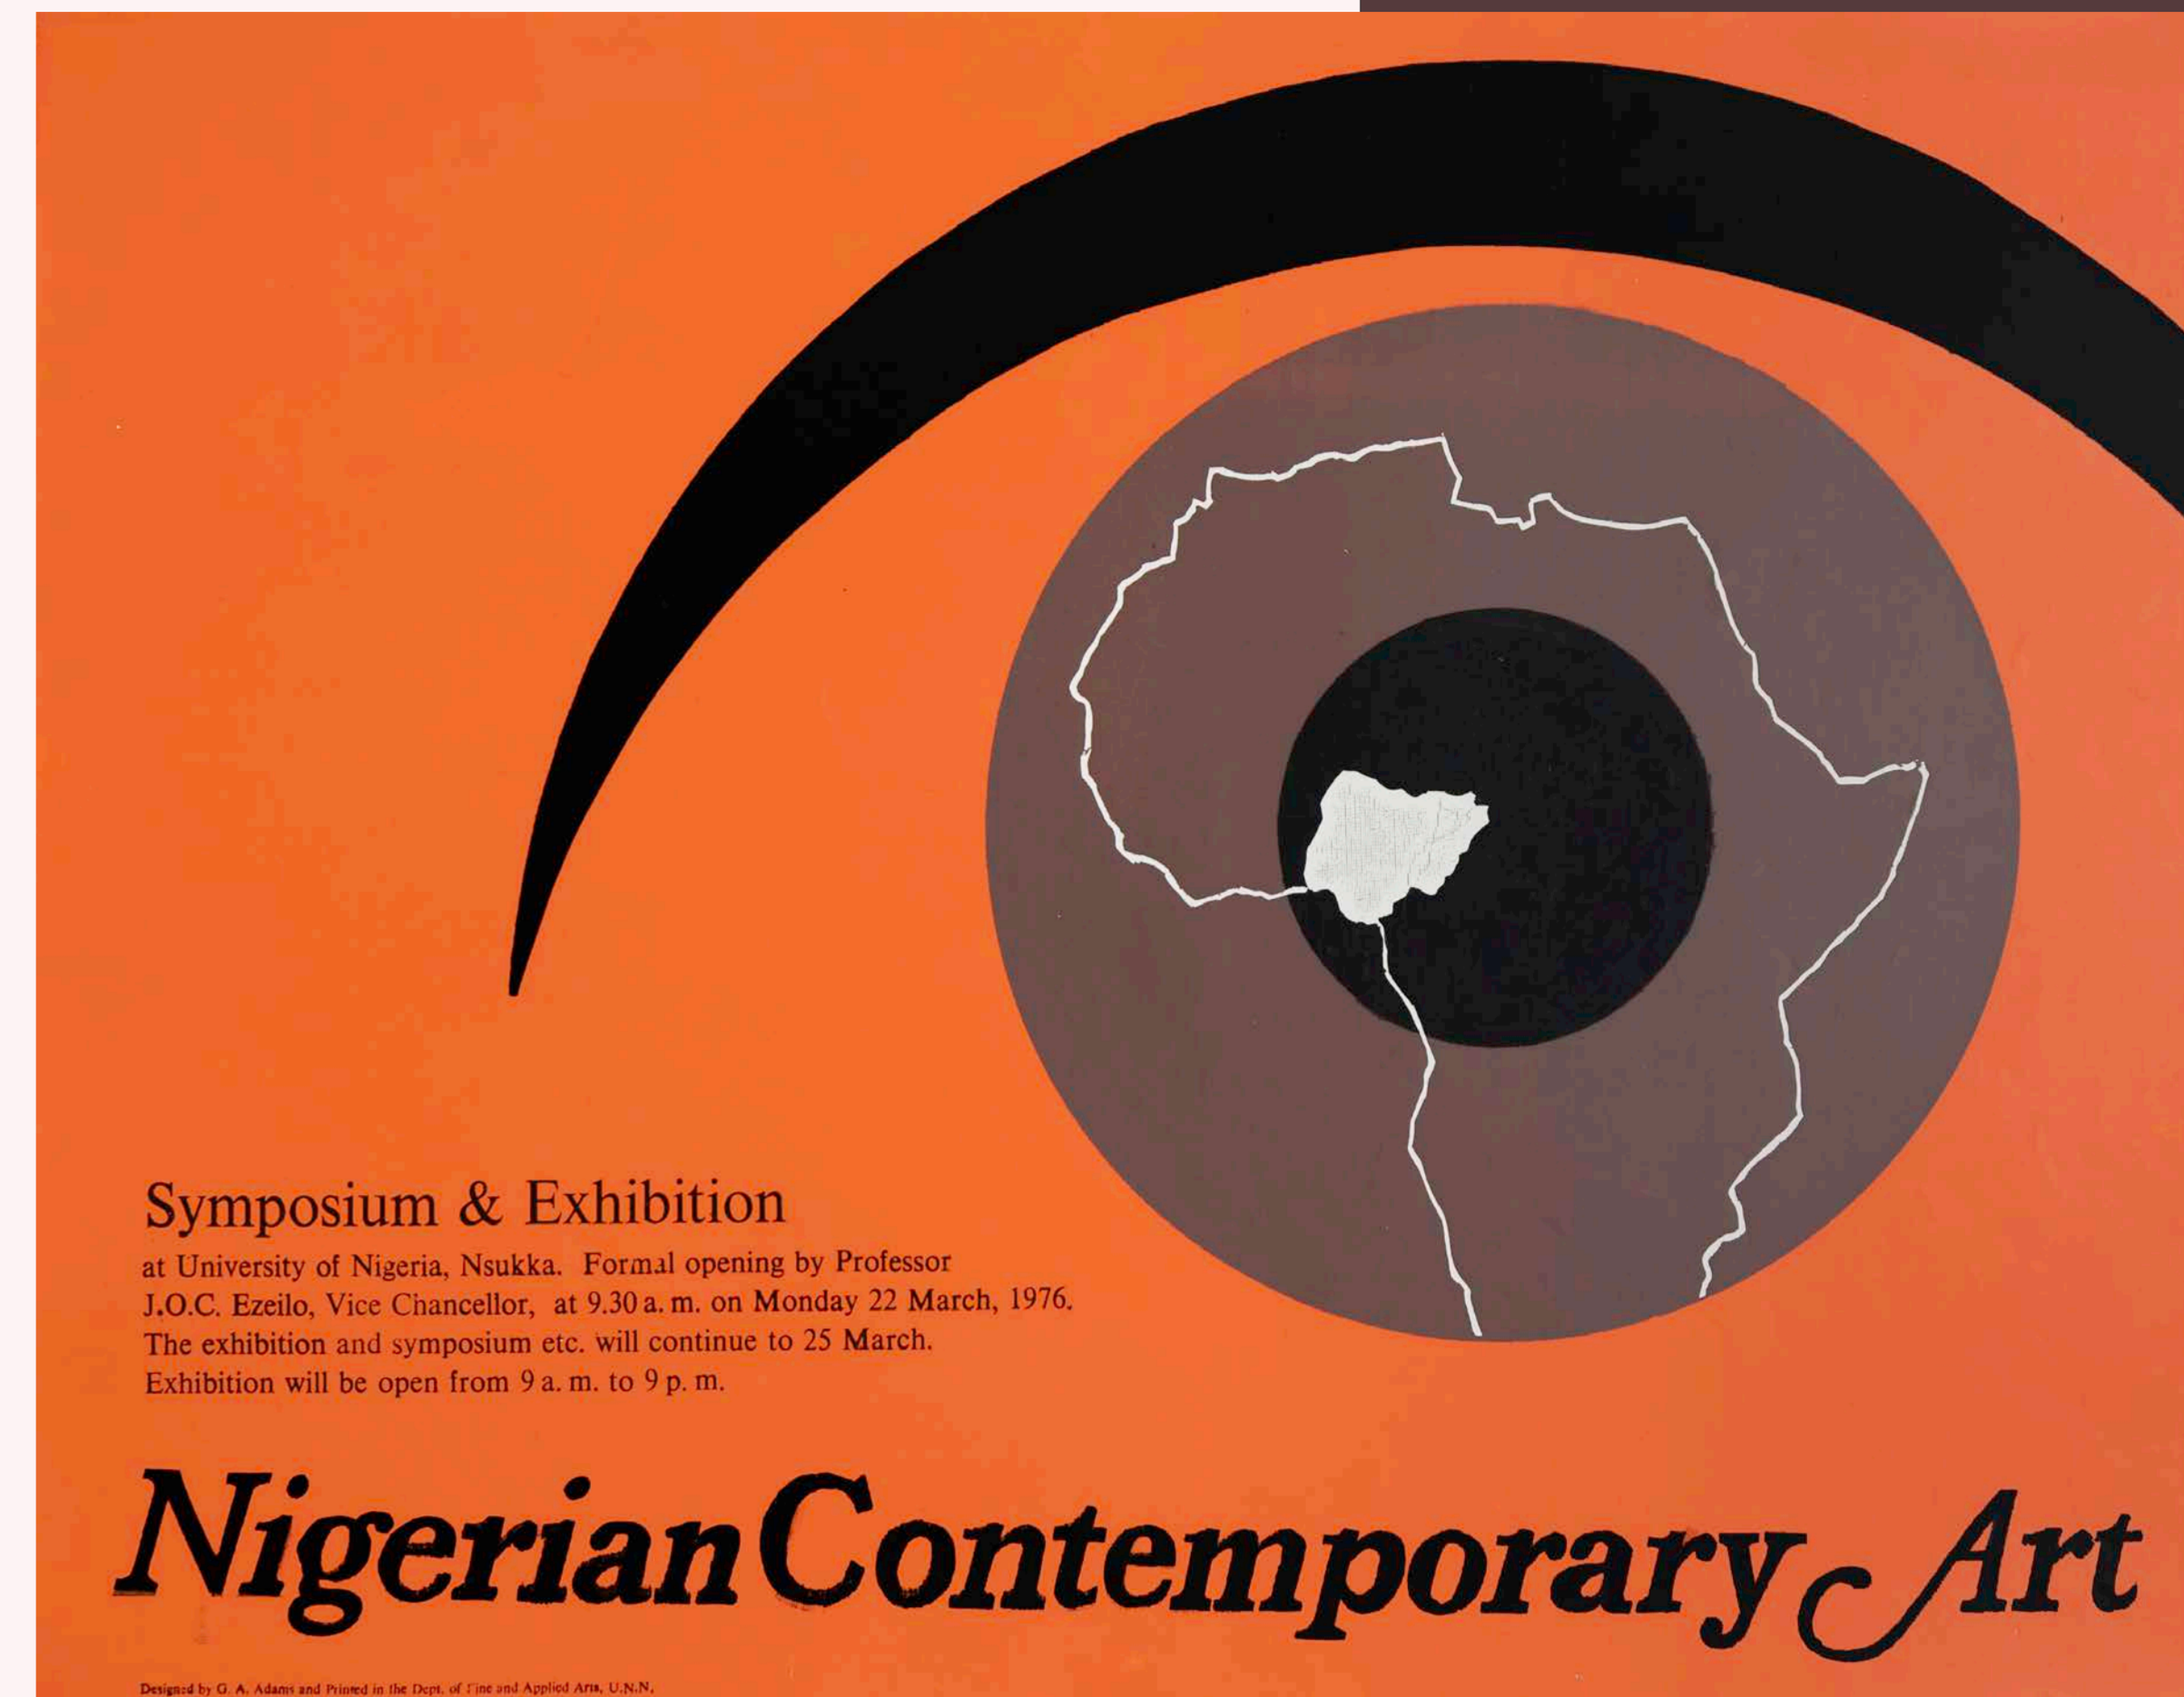 Symposium & Exhibition
at University of Nigeria, Nsukka. Formal opening by Professor
J.O.C. Ezeilo, Vice Chancellor, at 9.30 a. m. on Monday 22 March, 1976.
The exhibition and symposium etc. will continue to 25 March.
Exhibition will be open from 9 a. m. to 9 p. m.
Nigerian Contemporary Art
Designed by G. A. Adams and Printed in the Dept. of Fine and Applied Arts, U.N.N.